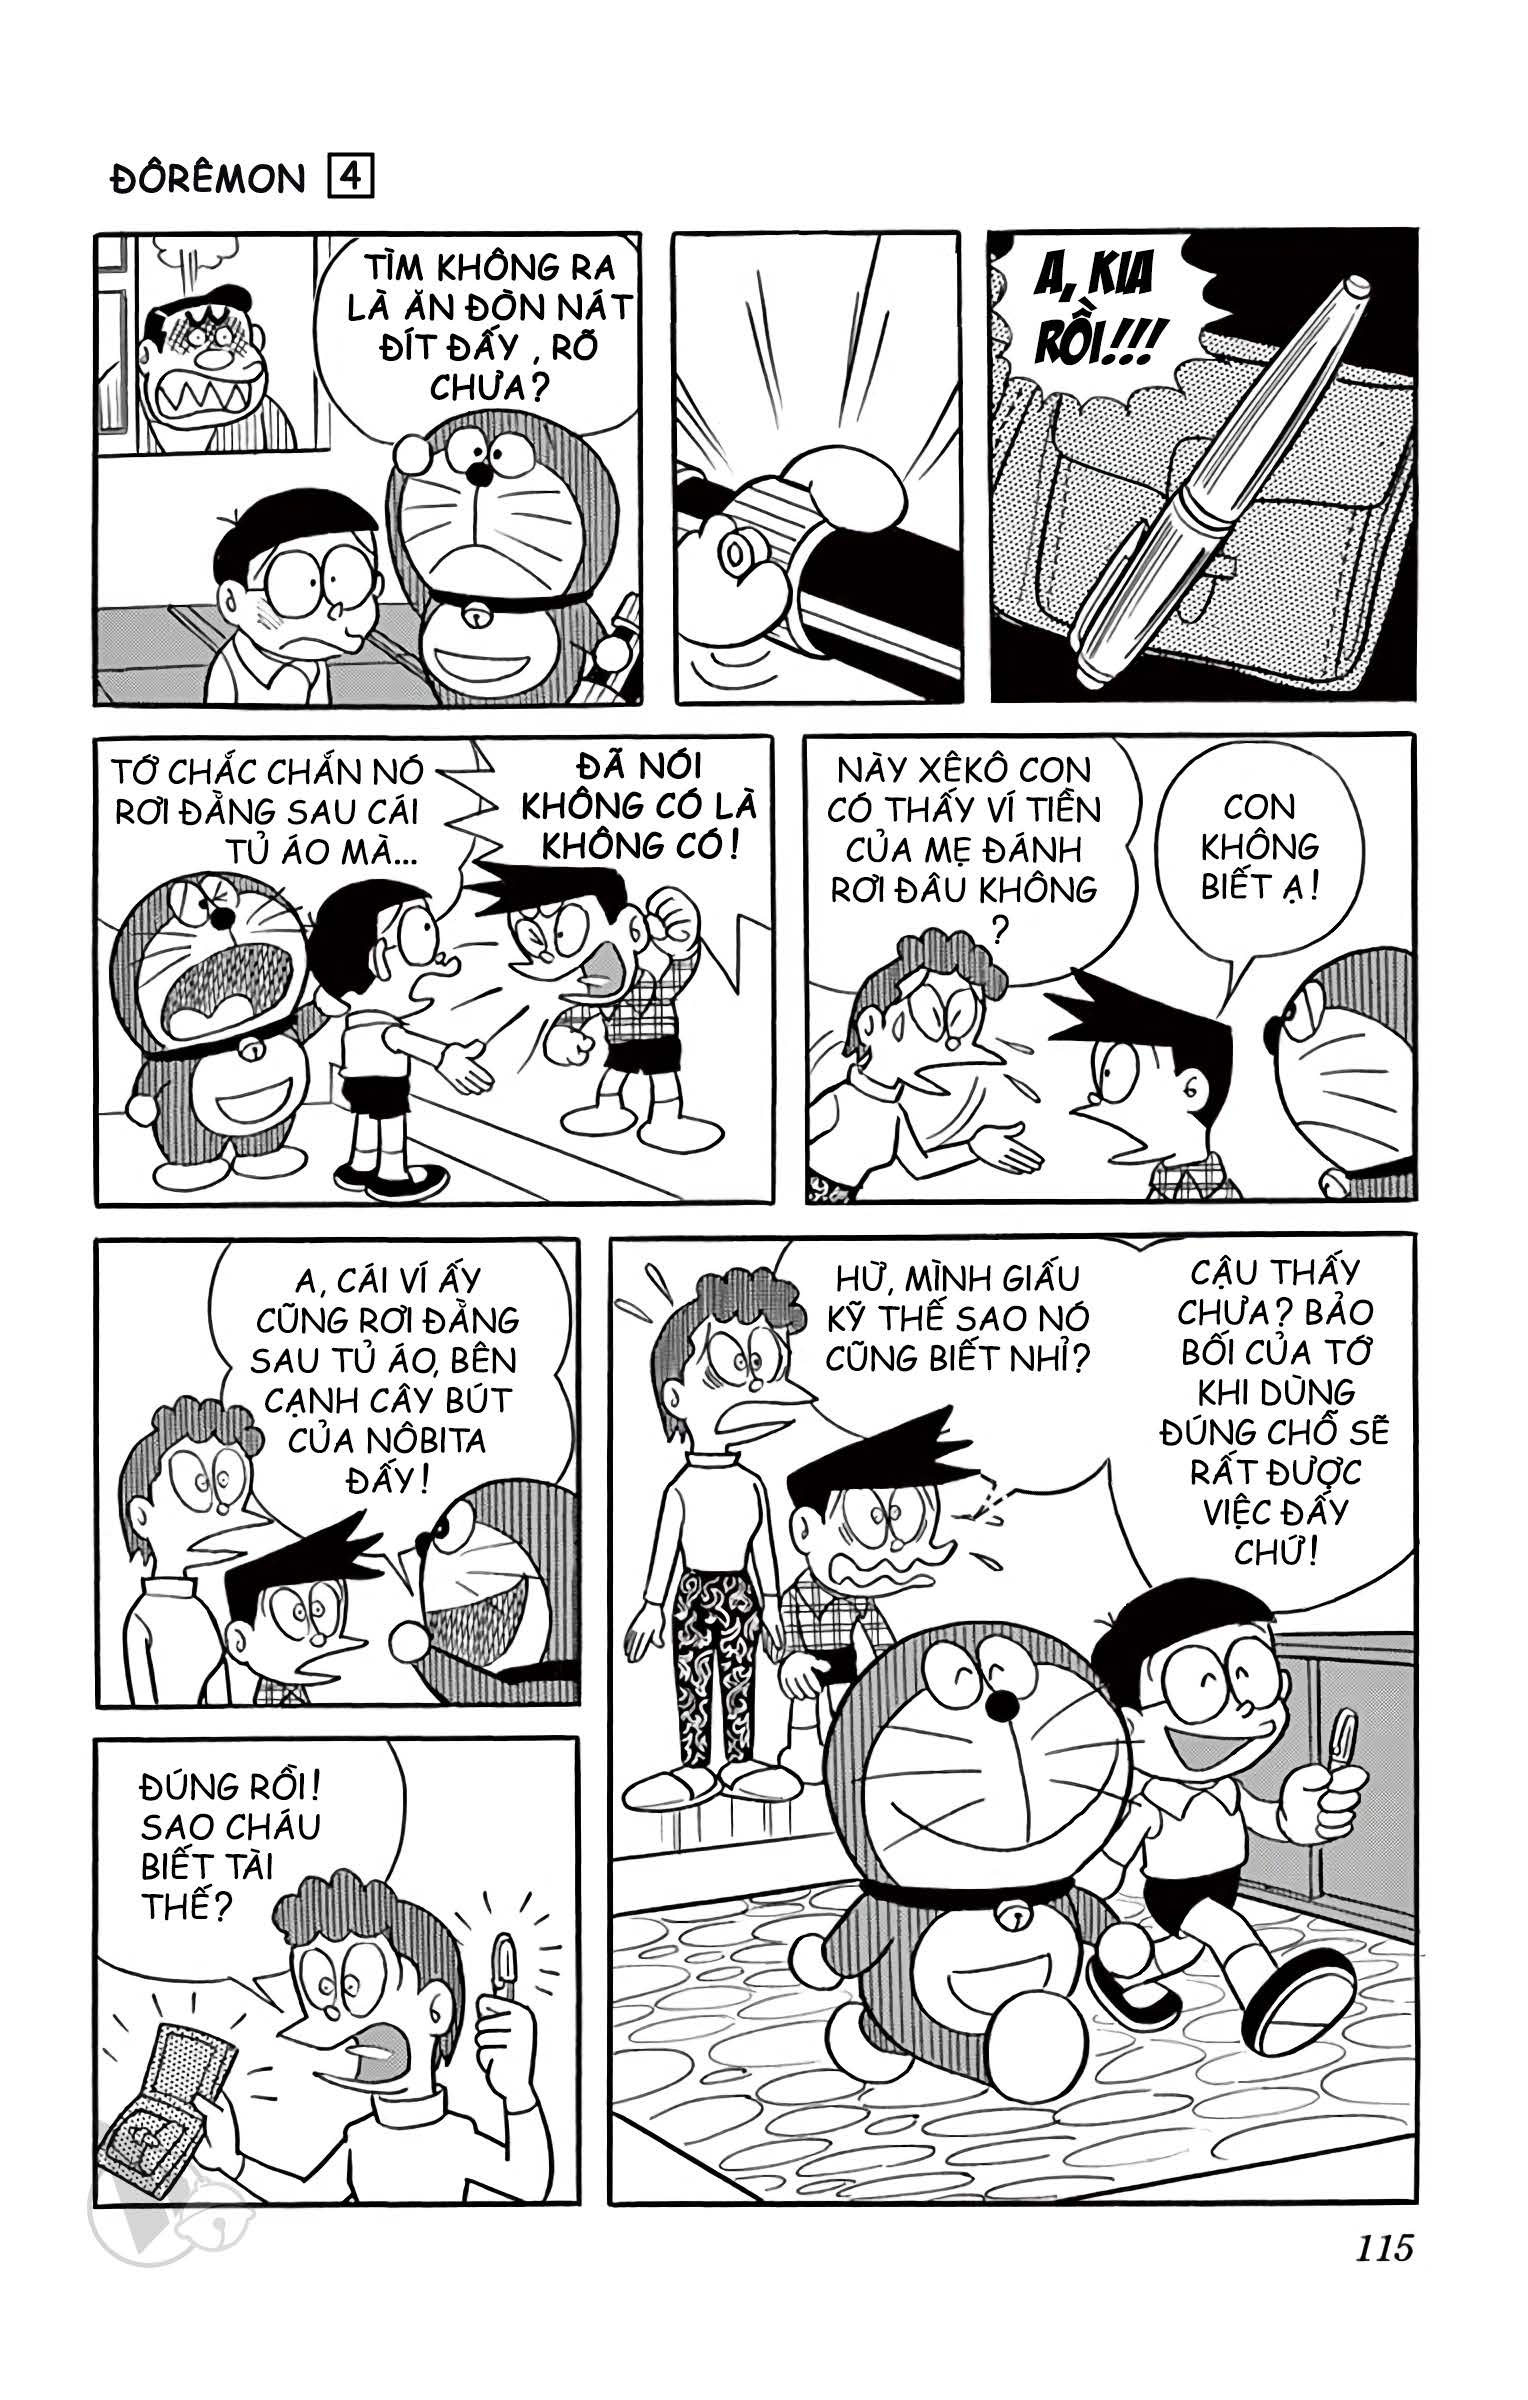 ĐÔRÊMON 4
TÌM KHÔNG RA
LÀ ĂN ĐÒN NÁT
ĐÍT ĐẤY , RÕ
CHƯA?
A, KIA
RỒI!!!
TỚ CHẮC CHẮN NÓ
RƠI ĐẰNG SAU CÁI
TỦ ÁO MÀ...
ĐÃ NÓI
KHÔNG CÓ LÀ
KHÔNG CÓ!
NÀY XÊKÔ CON
CÓ THẤY VÍ TIỀN
CỦA MẸ ĐÁNH
RƠI ĐÂU KHÔNG
?
CON
KHÔNG
BIẾT Ạ!
A, CÁI VÍ ẤY
CŨNG RƠI ĐẰNG
SAU TỦ ÁO, BÊN
CẠNH CÂY BÚT
CỦA NÔBITA
ĐẤY!
ĐÚNG RỒI!
SAO CHÁU
BIẾT TÀI
THẾ?
HỪ, MÌNH GIẤU
KỸ THẾ SAO NÓ
CŨNG BIẾT NHỈ?
CẬU THẤY
CHƯA? BẢO
BỐI CỦA TỚ
KHI DÙNG
ĐÚNG CHỖ SẼ
RẤT ĐƯỢC
VIỆC ĐẤY
CHỨ!
115